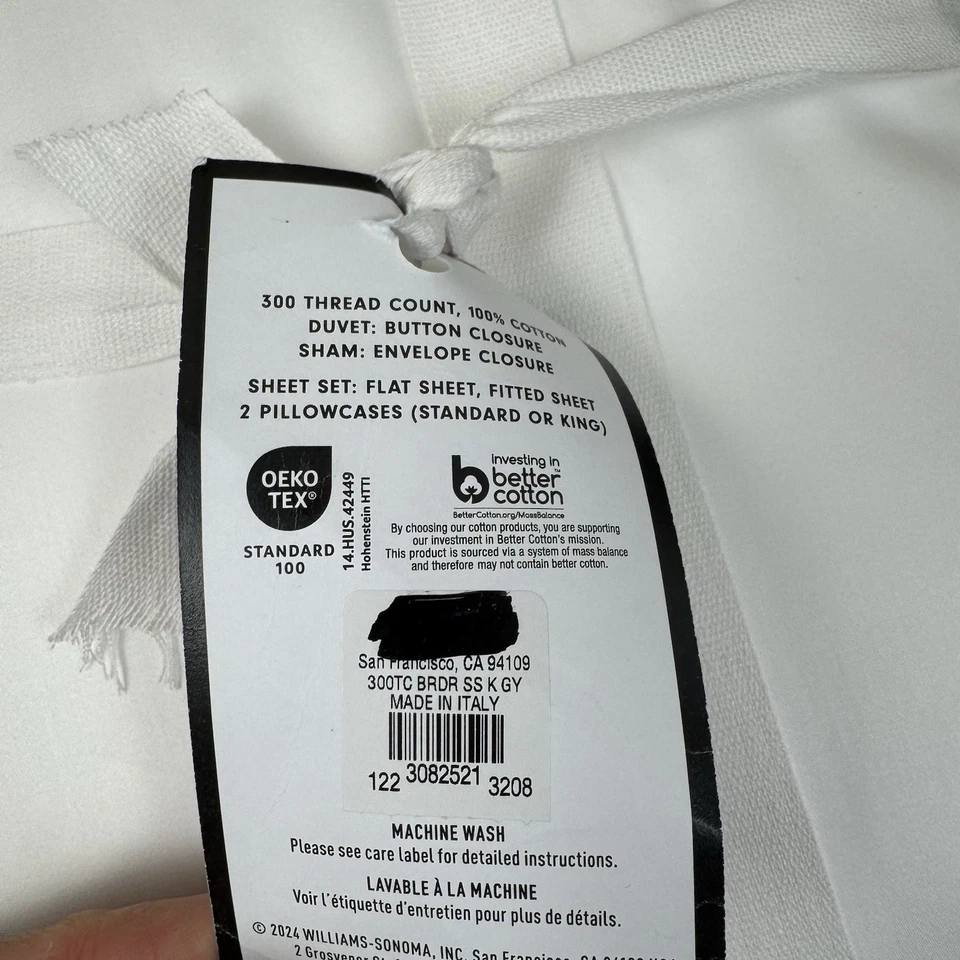 300 THREAD COUNT, 100% COTTON
DUVET: BUTTON CLOSURE
SHAM: ENVELOPE CLOSURE
SHEET SET: FLAT SHEET, FITTED SHEET
2 PILLOWCASES (STANDARD OR KING)
OEKO
TEX®
STANDARD
100
14.HUS.42449
Hohenstein HTTI
investing in
better™
cotton
BetterCotton.org/MassBalance
By choosing our cotton products, you are supporting
our investment in Better Cotton's mission.
This product is sourced via a system of mass balance
and therefore may not contain better cotton.
San Francisco, CA 94109
300TC BRDR SS K GY
MADE IN ITALY
122 3082521 3208
MACHINE WASH
Please see care label for detailed instructions.
LAVABLE À LA MACHINE
Voir l'étiquette d'entretien pour plus de détails.
© 2024 WILLIAMS-SONOMA, INC. San Francisco, CA
2 Grosvenor